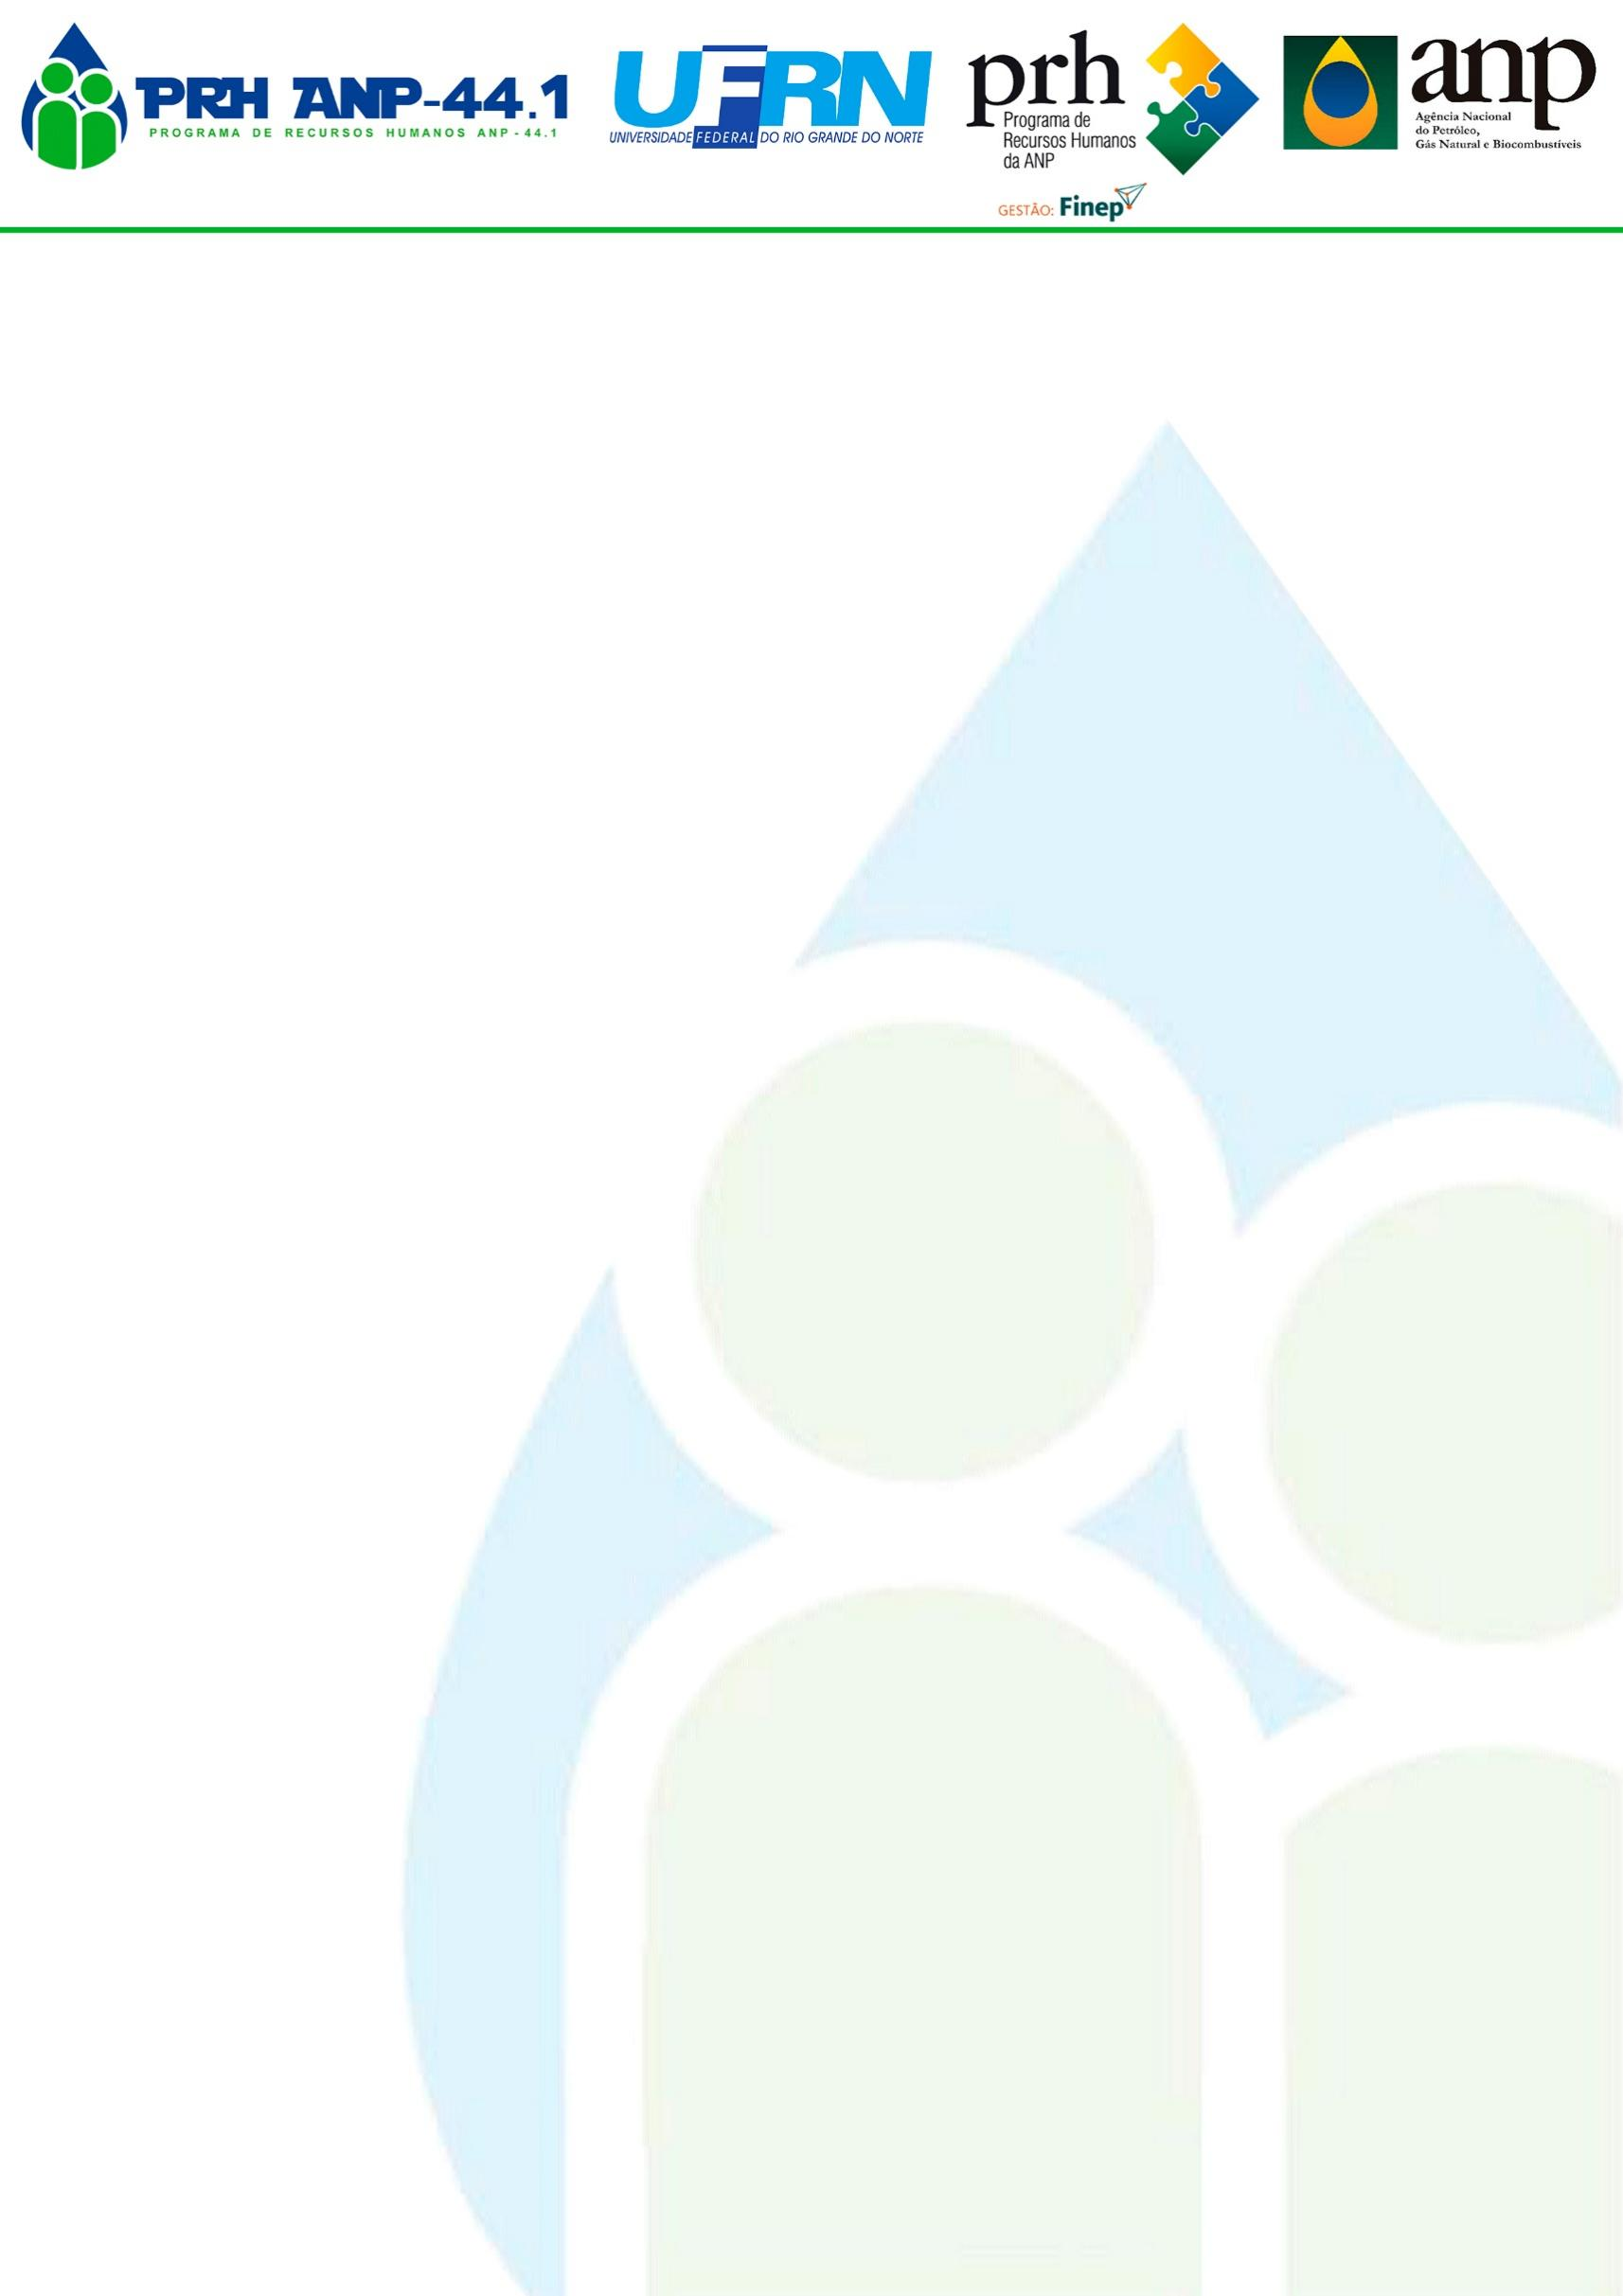 PRH ANP-44.1
PROGRAMA DE RECURSOS HUMANOS ANP - 44.1
UFRN
UNIVERSIDADE FEDERAL DO RIO GRANDE DO NORTE
prh
Programa de
Recursos Humanos
da ANP
GESTÃO: Finep
anp
Agência Nacional
do Petróleo,
Gás Natural e Biocombustíveis